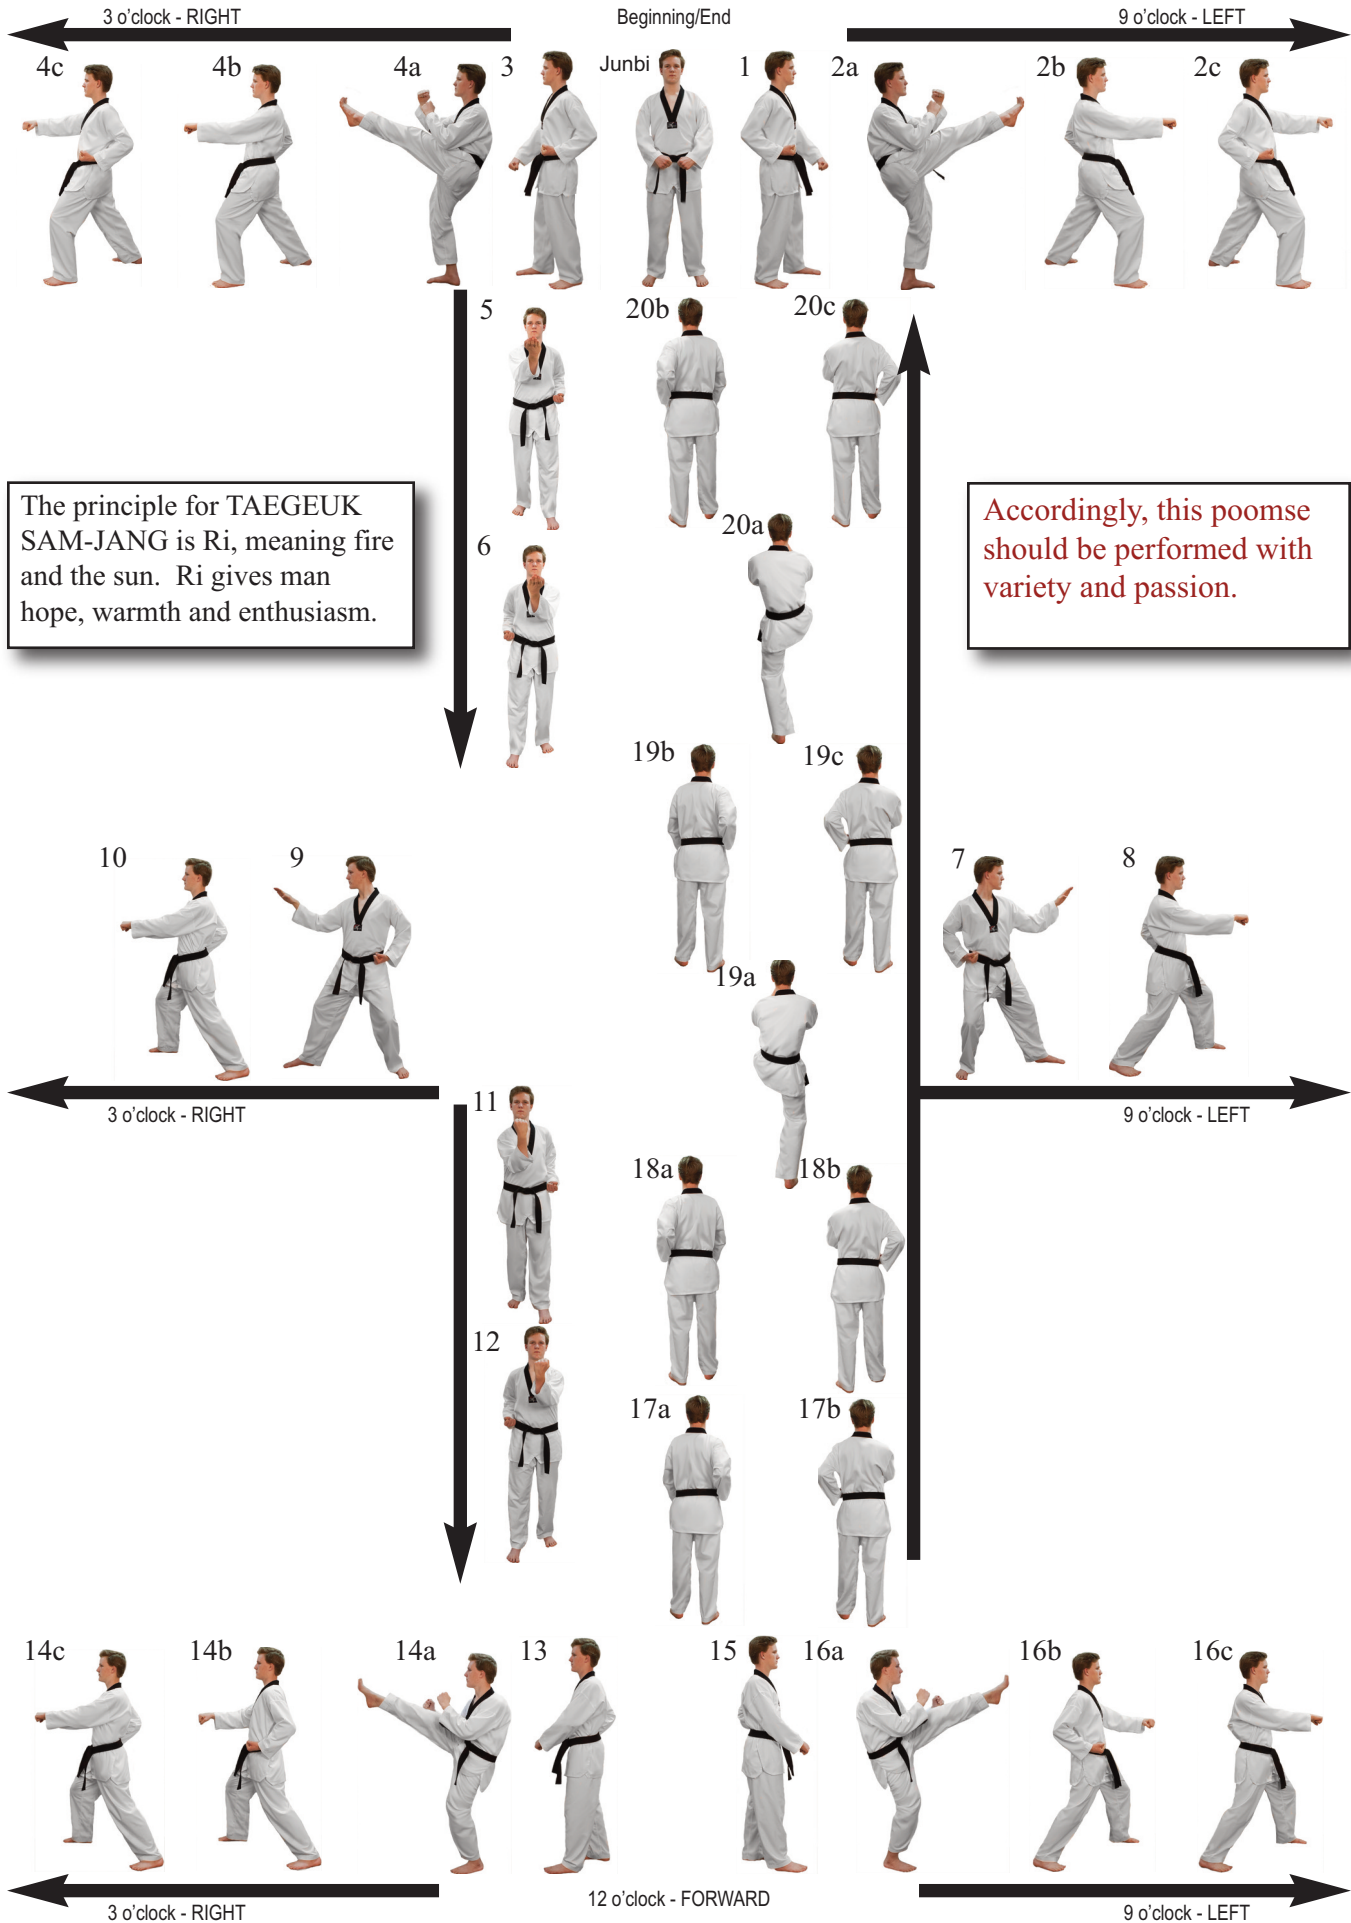 3 o'clock - RIGHT
Beginning/End
9 o'clock - LEFT
4c
4b
4a
3
Junbi
1
2a
2b
2c
5
20b
20c
The principle for TAEGEUK
SAM-JANG is Ri, meaning fire
and the sun.  Ri gives man
hope, warmth and enthusiasm.
Accordingly, this poomse
should be performed with
variety and passion.
6
20a
19b
19c
10
9
7
8
19a
3 o'clock - RIGHT
9 o'clock - LEFT
11
18a
18b
12
17a
17b
14c
14b
14a
13
15
16a
16b
16c
3 o'clock - RIGHT
12 o'clock - FORWARD
9 o'clock - LEFT